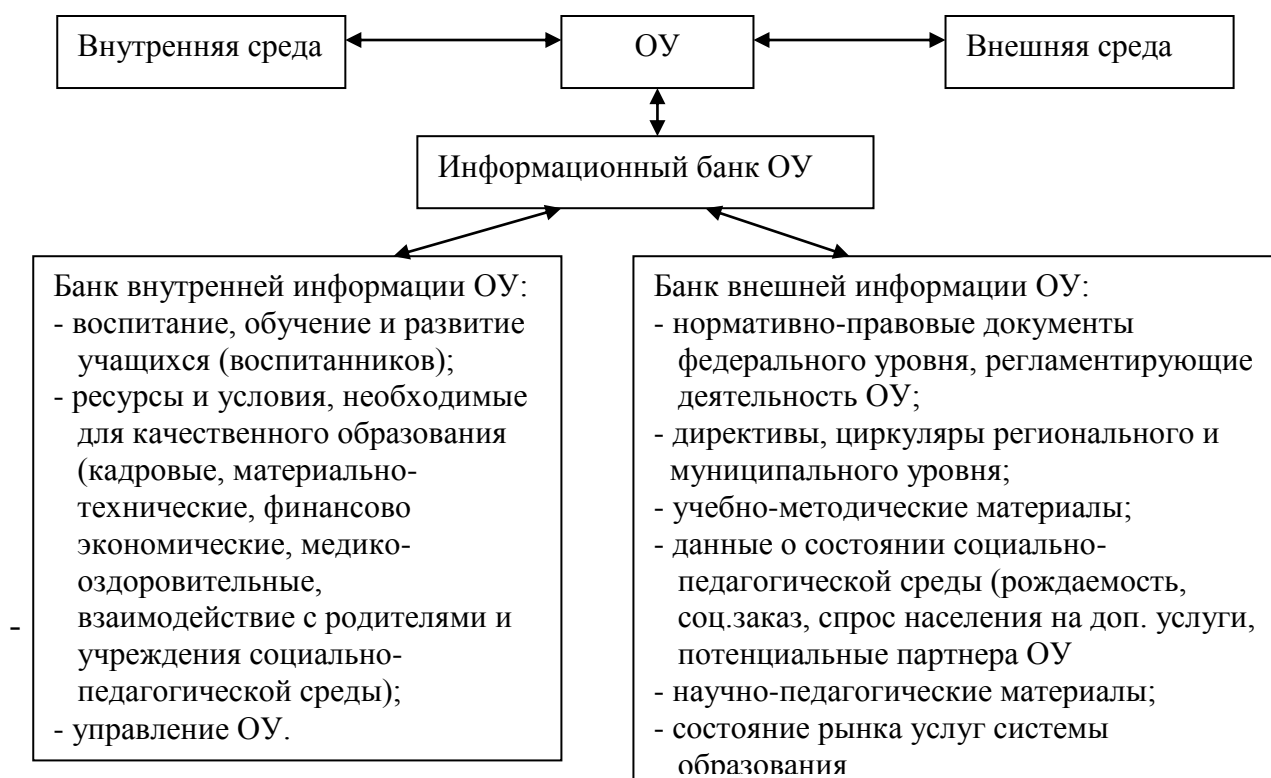 Внутренняя среда
ОУ
Внешняя среда
Информационный банк ОУ
Банк внутренней информации ОУ:
- воспитание, обучение и развитие
учащихся (воспитанников);
- ресурсы и условия, необходимые
для качественного образования
(кадровые, материально-
технические, финансово
экономические, медико-
оздоровительные,
взаимодействие с родителями и
учреждения социально-
педагогической среды);
- управление ОУ.
-
Банк внешней информации ОУ:
- нормативно-правовые документы
федерального уровня, регламентирующие
деятельность ОУ;
- директивы, циркуляры регионального и
муниципального уровня;
- учебно-методические материалы;
- данные о состоянии социально-
педагогической среды (рождаемость,
соц.заказ, спрос населения на доп. услуги,
потенциальные партнера ОУ
- научно-педагогические материалы;
- состояние рынка услуг системы
образования